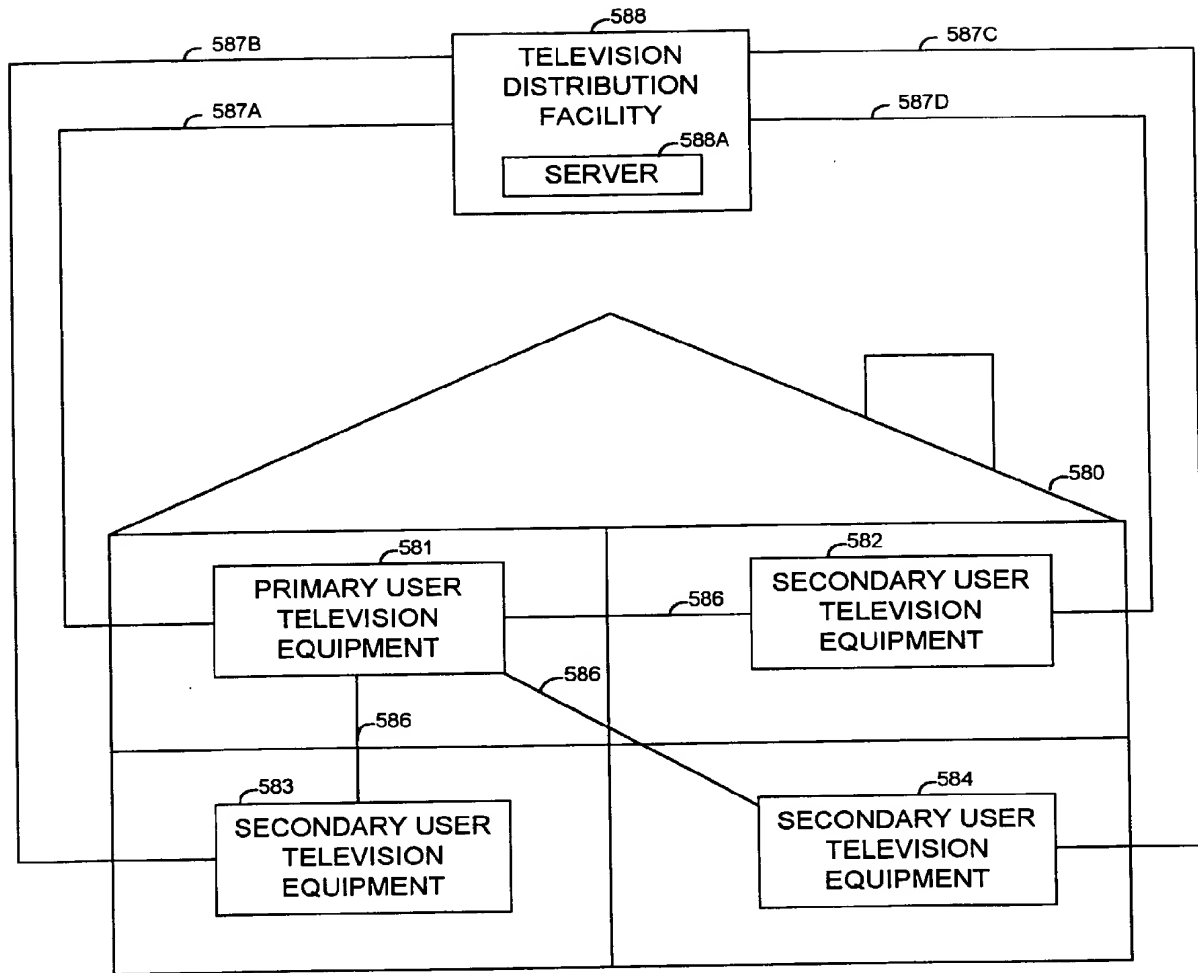 588
587B
587C
TELEVISION
DISTRIBUTION
FACILITY
587A
587D
588A
SERVER
580
581
582
PRIMARY USER
TELEVISION
EQUIPMENT
586
SECONDARY USER
TELEVISION
EQUIPMENT
586
586
583
584
SECONDARY USER
TELEVISION
EQUIPMENT
SECONDARY USER
TELEVISION
EQUIPMENT